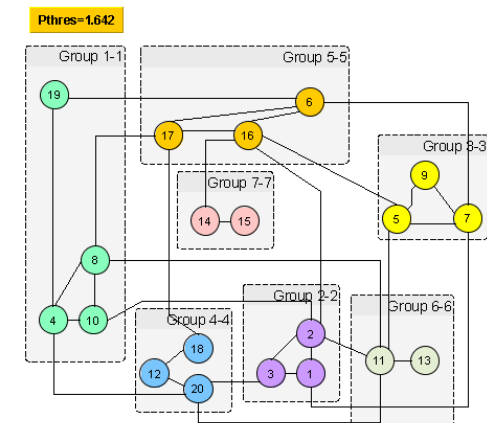 Pthres=1.642
Group 1-1
Group 5-5
19
6
17
16
Group 3-3
9
Group 7-7
14
15
5
7
8
Group 2-2
Group 6-6
4
10
Group 4-4
2
18
11
13
12
3
1
20